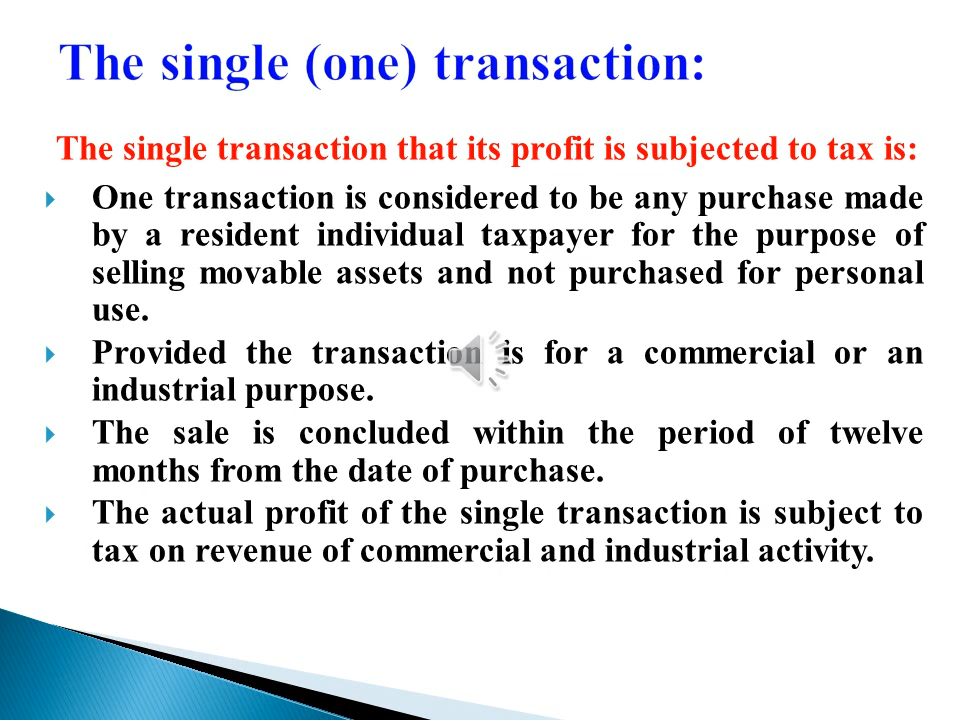 The single (one) transaction:
The single transaction that its profit is subjected to tax is:
One transaction is considered to be any purchase made
by a resident individual taxpayer for the purpose of
selling movable assets and not purchased for personal
use.
Provided the transaction is for a commercial or an
industrial purpose.
The sale is concluded within the period of twelve
months from the date of purchase.
The actual profit of the single transaction is subject to
tax on revenue of commercial and industrial activity.